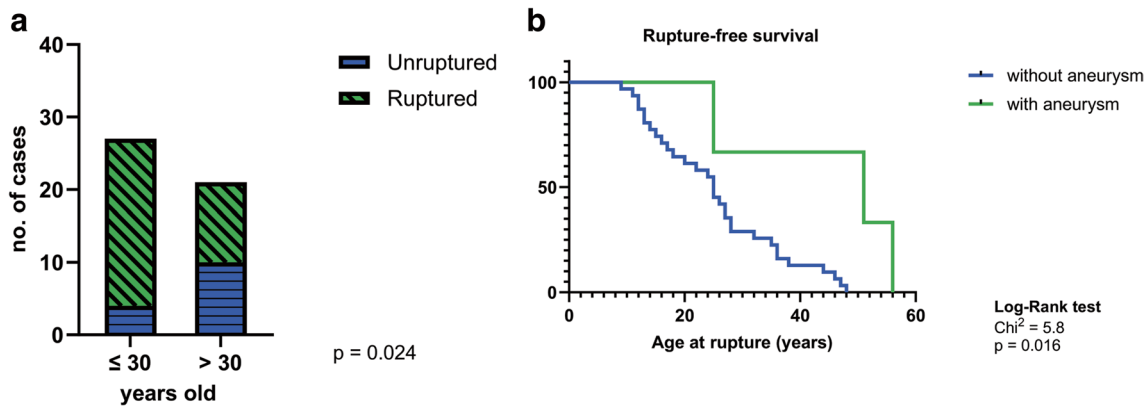 a
40
30
20
10
0
no. of cases
≤ 30
> 30
years old
Unruptured
Ruptured
p = 0.024
b
Rupture-free survival
100
50
0
0
20
40
60
Age at rupture (years)
without aneurysm
with aneurysm
Log-Rank test
Chi² = 5.8
p = 0.016